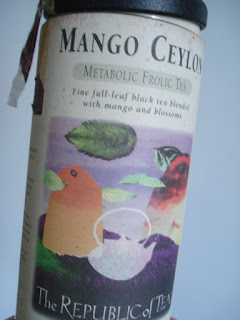 MANGO CEYLON
METABOLIC FROLIC TEA
Fine full-leaf black tea blended
with mango and blossoms
THE REPUBLIC of TEA